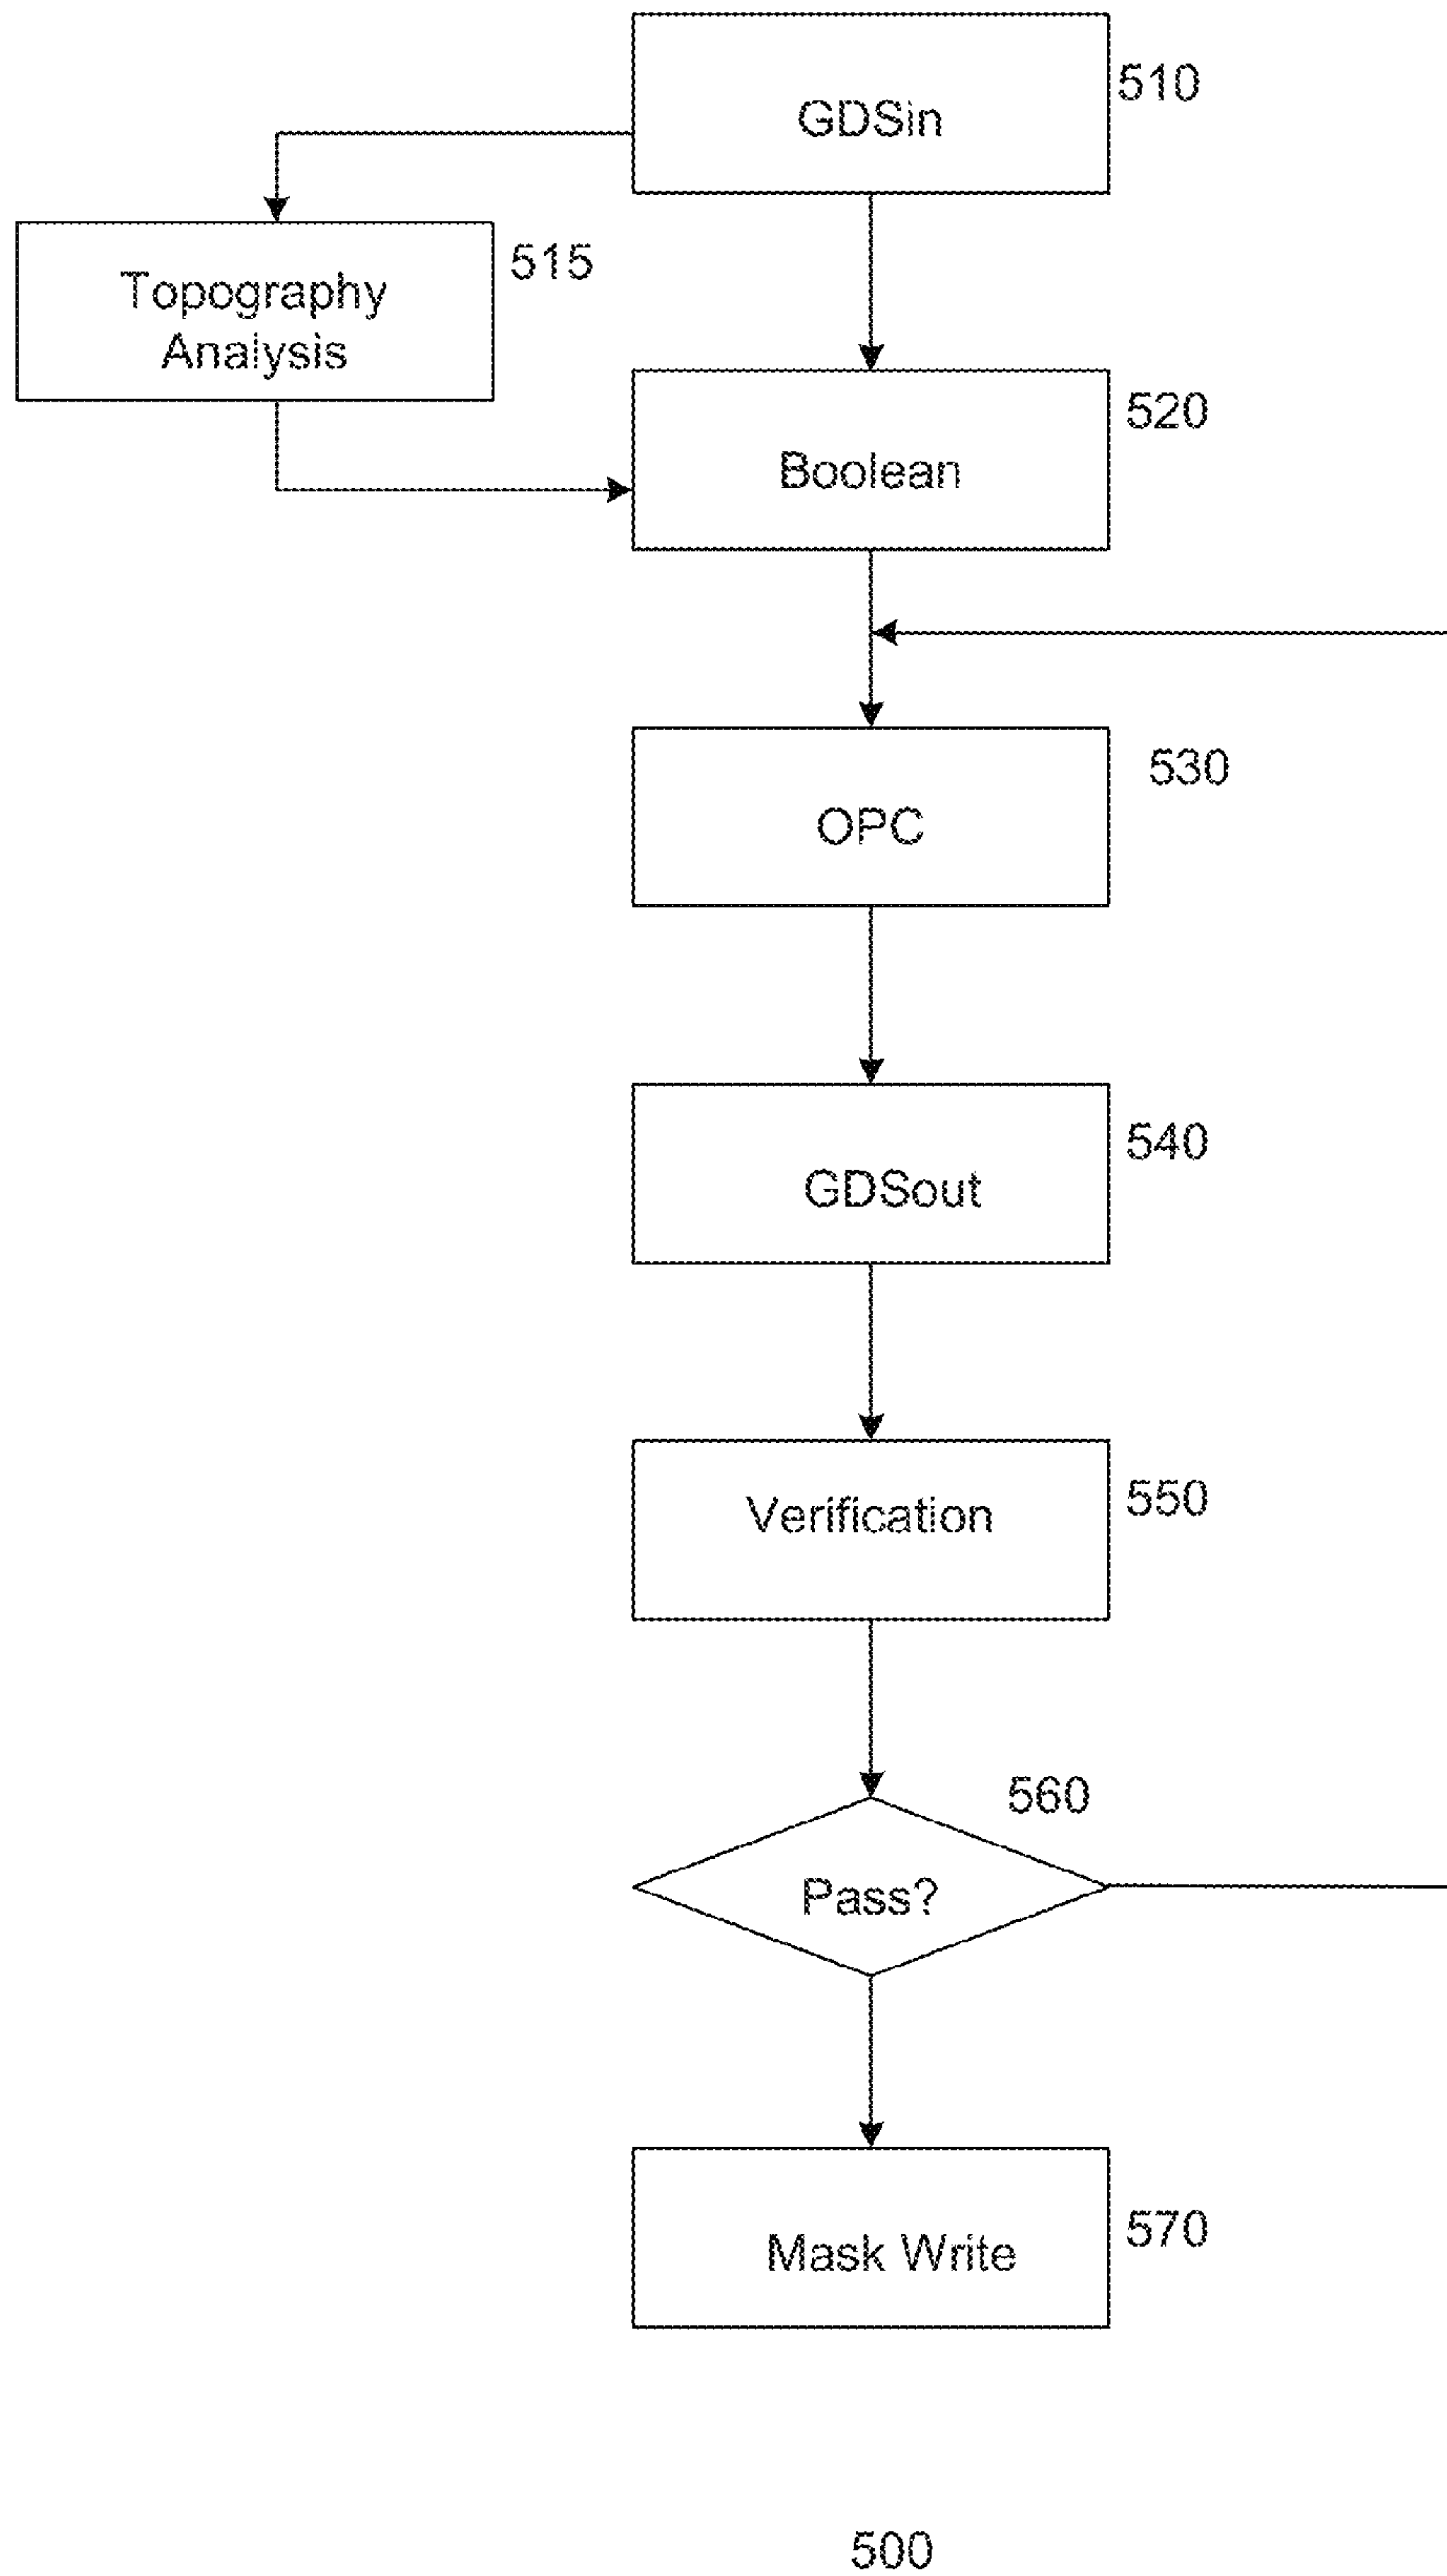 GDSin
510
Topography
Analysis
515
Boolean
520
OPC
530
GDSout
540
Verification
550
Pass?
560
Mask Write
570
500